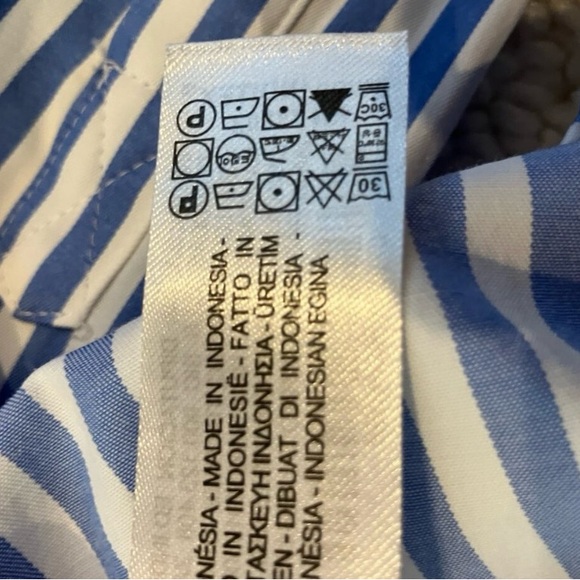 NÉSIA - MADE IN INDONESIA -
IN INDONESIË - FATTO IN
ΤΑΣΚΕΥΗ ΙΝΔΟΝΗΣΙΑ - ÜRETİM
EN - DIBUAT DI INDONESIA -
NÉSIA - INDONESIAN EGINA
P
P
30C
30